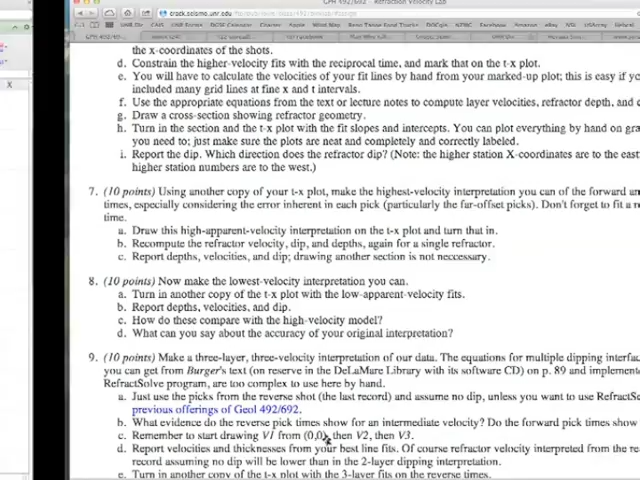 GPH 492/692 - Refraction Velocity Lab
crack.seismo.unr.edu
the x-coordinates of the shots.
d. Constrain the higher-velocity fits with the reciprocal time, and mark that on the t-x plot.
e. You will have to calculate the velocities of your fit lines by hand from your marked-up plot; this is easy if yo
included many grid lines at fine x and t intervals.
f. Use the appropriate equations from the text or lecture notes to compute layer velocities, refractor depth, and d
g. Draw a cross-section showing refractor geometry.
h. Turn in the section and the t-x plot with the fit slopes and intercepts. You can plot everything by hand on gra
you need to; just make sure the plots are neat and completely and correctly labeled.
i. Report the dip. Which direction does the refractor dip? (Note: the higher station X-coordinates are to the east
higher station numbers are to the west.)
7. (10 points) Using another copy of your t-x plot, make the highest-velocity interpretation you can of the forward an
times, especially considering the error inherent in each pick (particularly the far-offset picks). Don't forget to fit a re
time.
a. Draw this high-apparent-velocity interpretation on the t-x plot and turn that in.
b. Recompute the refractor velocity, dip, and depths, again for a single refractor.
c. Report depths, velocities, and dip; drawing another section is not necessary.
8. (10 points) Now make the lowest-velocity interpretation you can.
a. Turn in another copy of the t-x plot with the low-apparent-velocity fits.
b. Report depths, velocities, and dip.
c. How do these compare with the high-velocity model?
d. What can you say about the accuracy of your original interpretation?
9. (10 points) Make a three-layer, three-velocity interpretation of our data. The equations for multiple dipping interfac
you can get from Burger's text (on reserve in the DeLaMare Library with its software CD) on p. 89 and implemente
RefractSolve program, are too complex to use here by hand.
a. Just use the picks from the reverse shot (the last record) and assume no dip, unless you want to use RefractSo
previous offerings of Geol 492/692.
b. What evidence do the reverse pick times show for an intermediate velocity? Do the forward pick times show
c. Remember to start drawing V1 from (0,0), then V2, then V3.
d. Report velocities and thicknesses from your best line fits. Of course refractor velocity interpreted from the re
record assuming no dip will be lower than in the 2-layer dipping interpretation.
e. Turn in another copy of the t-x plot with the 3-layer fits on the reverse times.